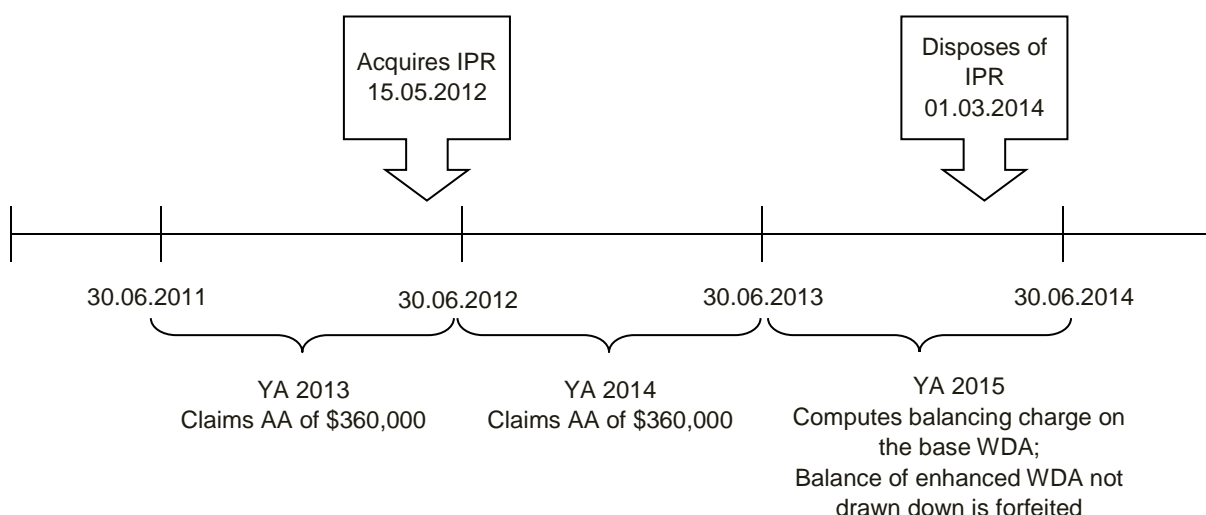 Acquires IPR
15.05.2012
Disposes of
IPR
01.03.2014
30.06.2011
30.06.2012
30.06.2013
30.06.2014
YA 2013
Claims AA of $360,000
YA 2014
Claims AA of $360,000
YA 2015
Computes balancing charge on
the base WDA;
Balance of enhanced WDA not
drawn down is forfeited